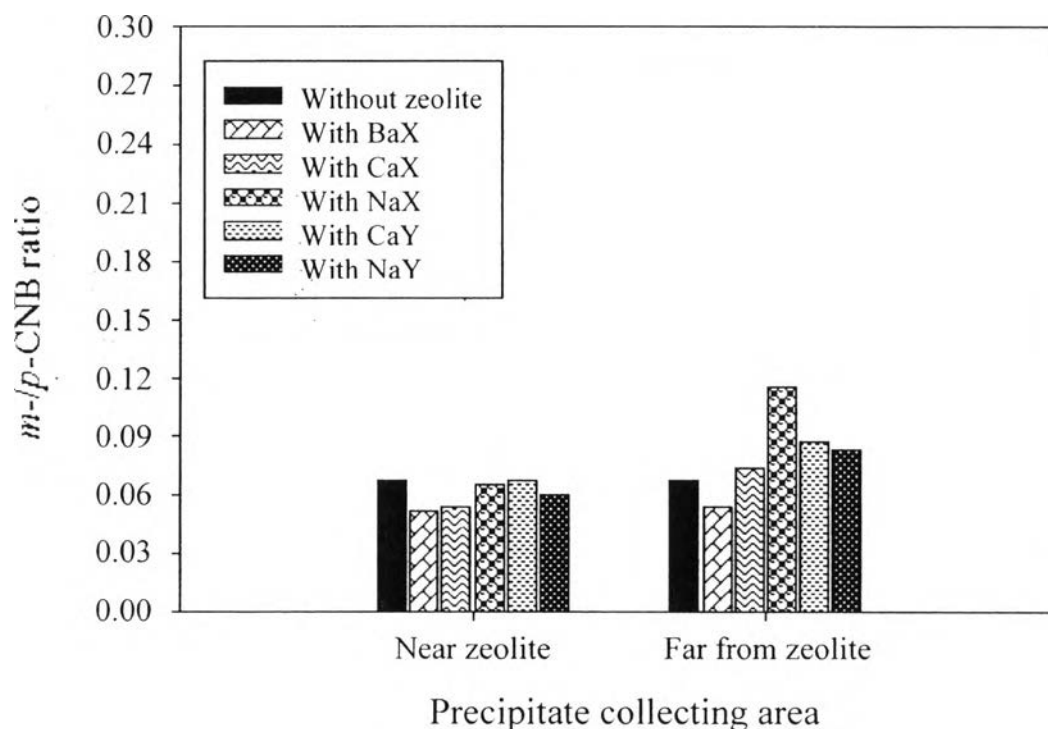 0.30
0.27
0.24
0.21
0.18
0.15
0.12
0.09
0.06
0.03
0.00
m-/p-CNB ratio
Without zeolite
With BaX
With CaX
With NaX
With CaY
With NaY
Near zeolite
Far from zeolite
Precipitate collecting area